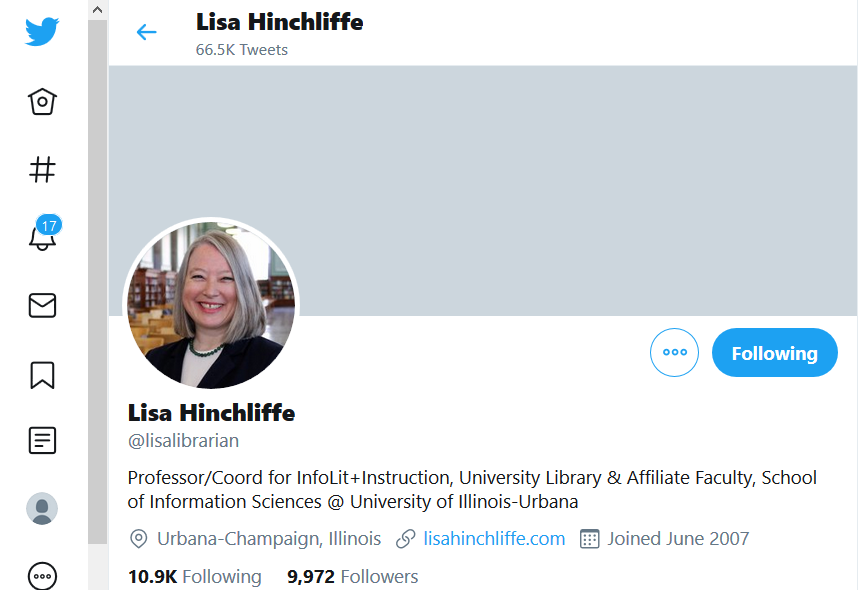 Lisa Hinchliffe
66.5K Tweets
17
Following
Lisa Hinchliffe
@lisalibrarian
Professor/Coord for InfoLit+Instruction, University Library & Affiliate Faculty, School
of Information Sciences @ University of Illinois-Urbana
Urbana-Champaign, Illinois lisahinchliffe.com Joined June 2007
10.9K Following 9,972 Followers